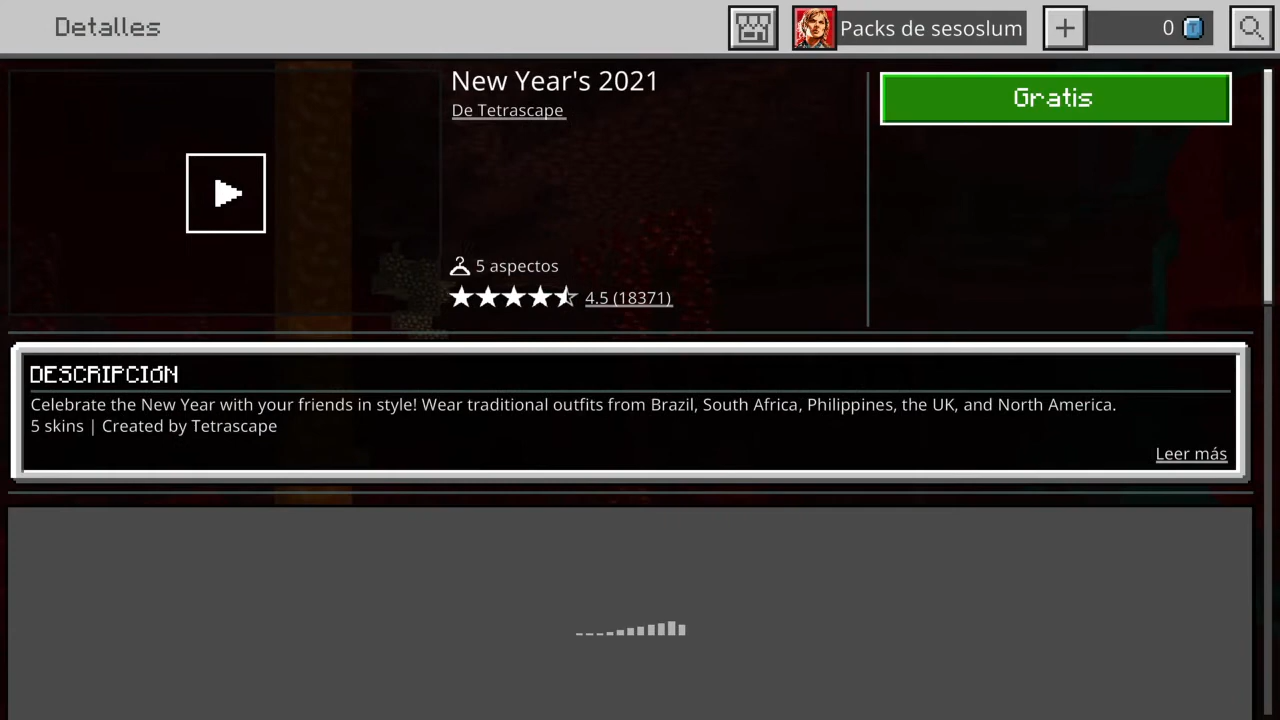 Detalles
Packs de sesoslum
0
New Year's 2021
De Tetrascape
Gratis
5 aspectos
4.5 (18371)
DESCRIPCIóN
Celebrate the New Year with your friends in style! Wear traditional outfits from Brazil, South Africa, Philippines, the UK, and North America.
5 skins | Created by Tetrascape
Leer más